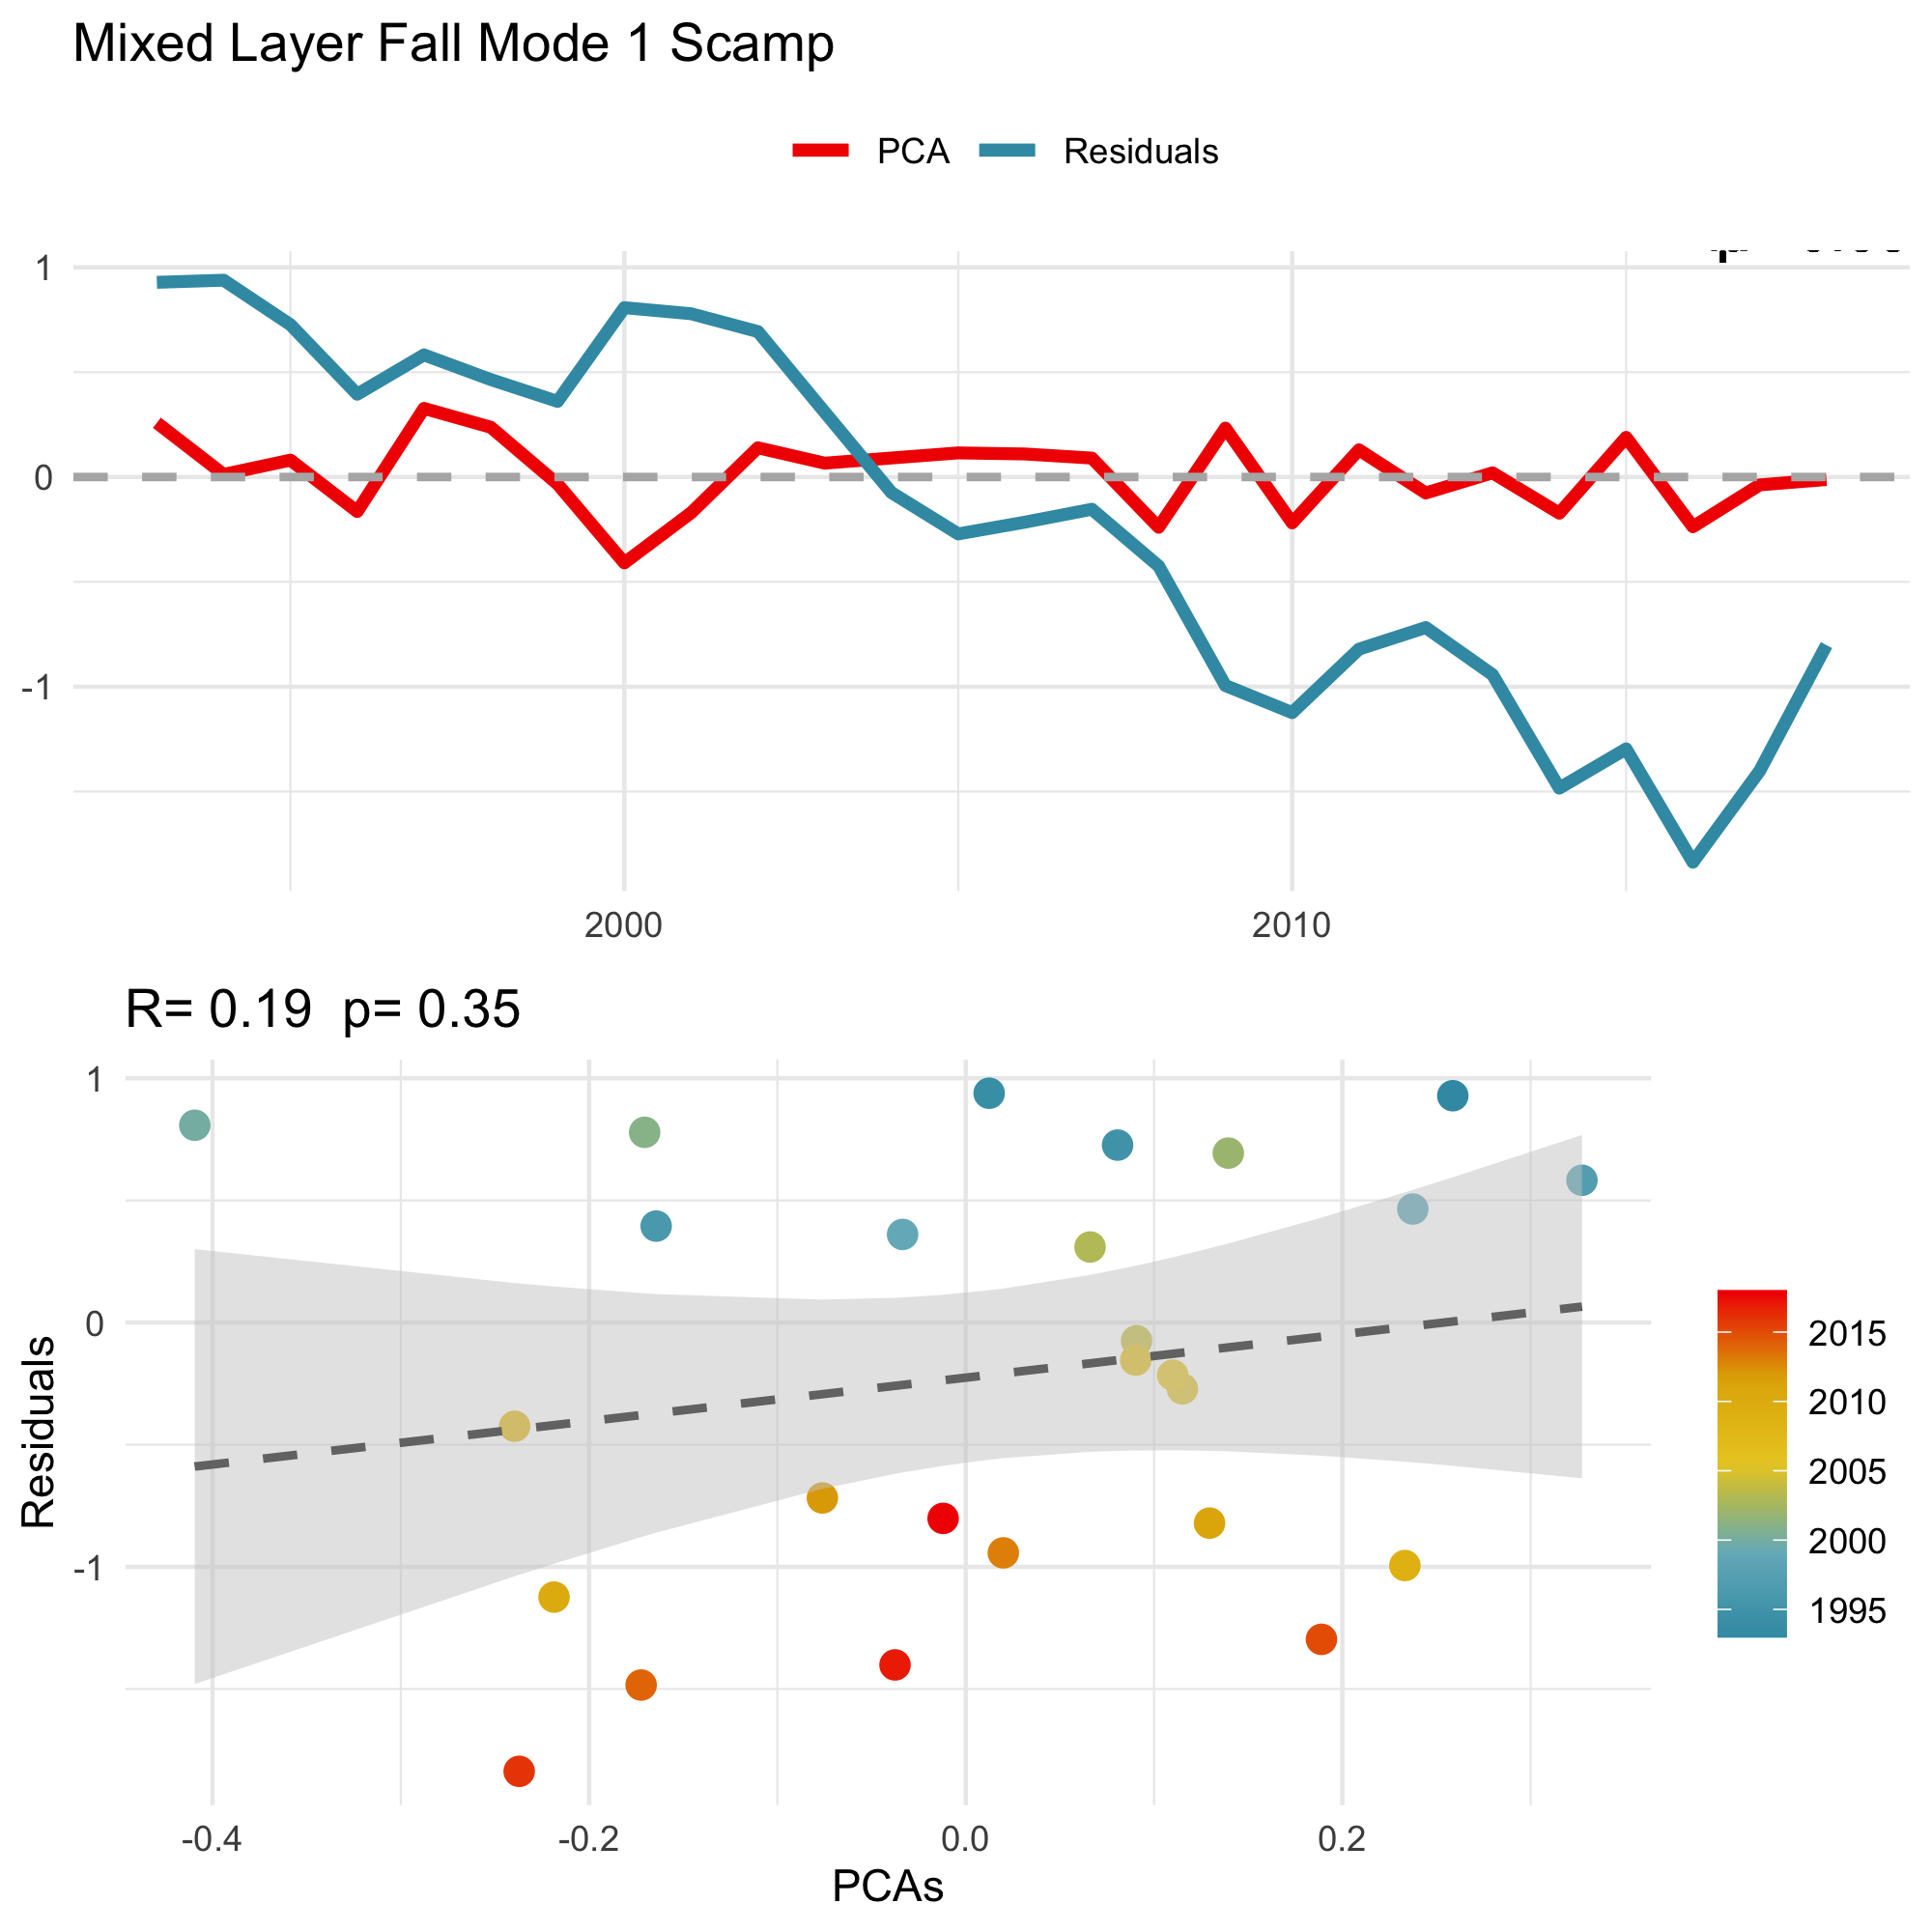 Mixed Layer Fall Mode 1 Scamp
PCA Residuals
1
0
-1
2000 2010
R= 0.19 p= 0.35
1
0
-1
Residuals
-0.4 -0.2 0.0 0.2
PCAs
2015
2010
2005
2000
1995